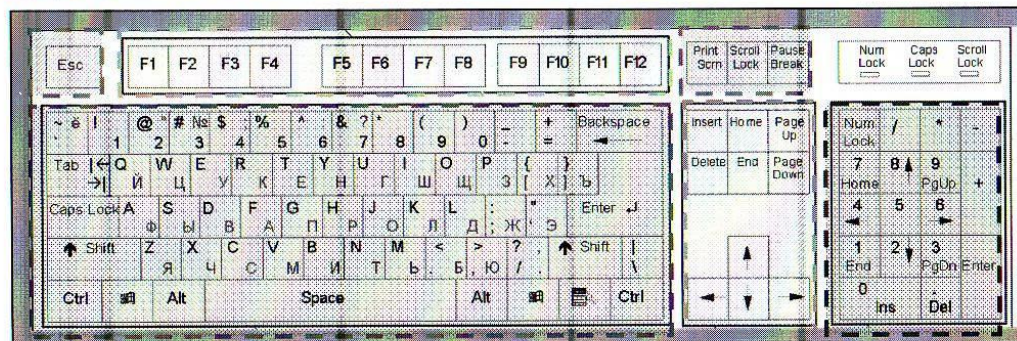 Esc F1 F2 F3 F4 F5 F6 F7 F8 F9 F10 F11 F12 Print Scrn Scroll Lock Pause Break Num Lock Caps Lock Scroll Lock
~ ё ! @ " # № $ ; % ^ : & ? * ( ) _ + Backspace
1 2 3 4 5 6 7 8 9 0 - =
Insert Home Page Up Num Lock / * -
Tab Q W E R T Y U I O P { }
Й Ц У К Е Н Г Ш Щ З [ Х ] Ъ
Delete End Page Down 7 Home 8 9 PgUp +
Caps Lock A S D F G H J K L : " Enter
Ф Ы В А П Р О Л Д ; Ж ' Э
4 5 6
Shift Z X C V B N M < > ? , Shift |
Я Ч С М И Т Ь . Б , Ю / . \
1 End 2 3 PgDn Enter
Ctrl Alt Space Alt Ctrl
0 Ins . Del